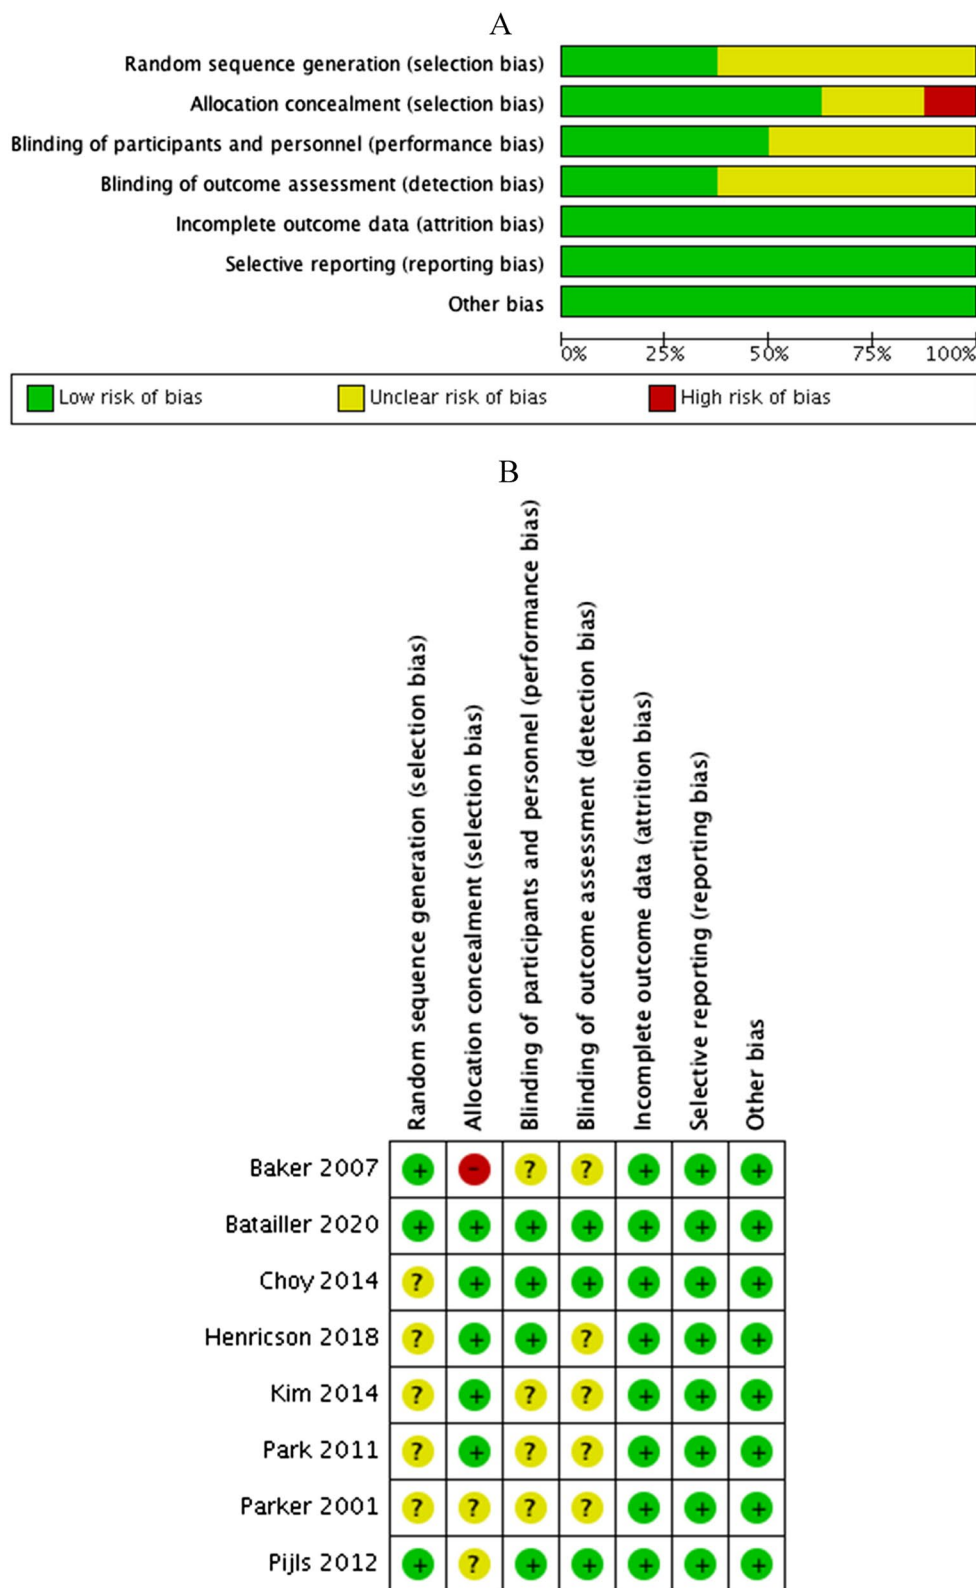 A
Random sequence generation (selection bias)
Allocation concealment (selection bias)
Blinding of participants and personnel (performance bias)
Blinding of outcome assessment (detection bias)
Incomplete outcome data (attrition bias)
Selective reporting (reporting bias)
Other bias
0% 25% 50% 75% 100%
Low risk of bias Unclear risk of bias High risk of bias
B
Random sequence generation (selection bias)
Allocation concealment (selection bias)
Blinding of participants and personnel (performance bias)
Blinding of outcome assessment (detection bias)
Incomplete outcome data (attrition bias)
Selective reporting (reporting bias)
Other bias
Baker 2007 + - ? ? + + +
Batailler 2020 + + + + + + +
Choy 2014 ? + + + + + +
Henricson 2018 ? + + ? + + +
Kim 2014 ? + ? ? + + +
Park 2011 ? + ? ? + + +
Parker 2001 ? ? ? ? + + +
Pijls 2012 + ? + + + + +